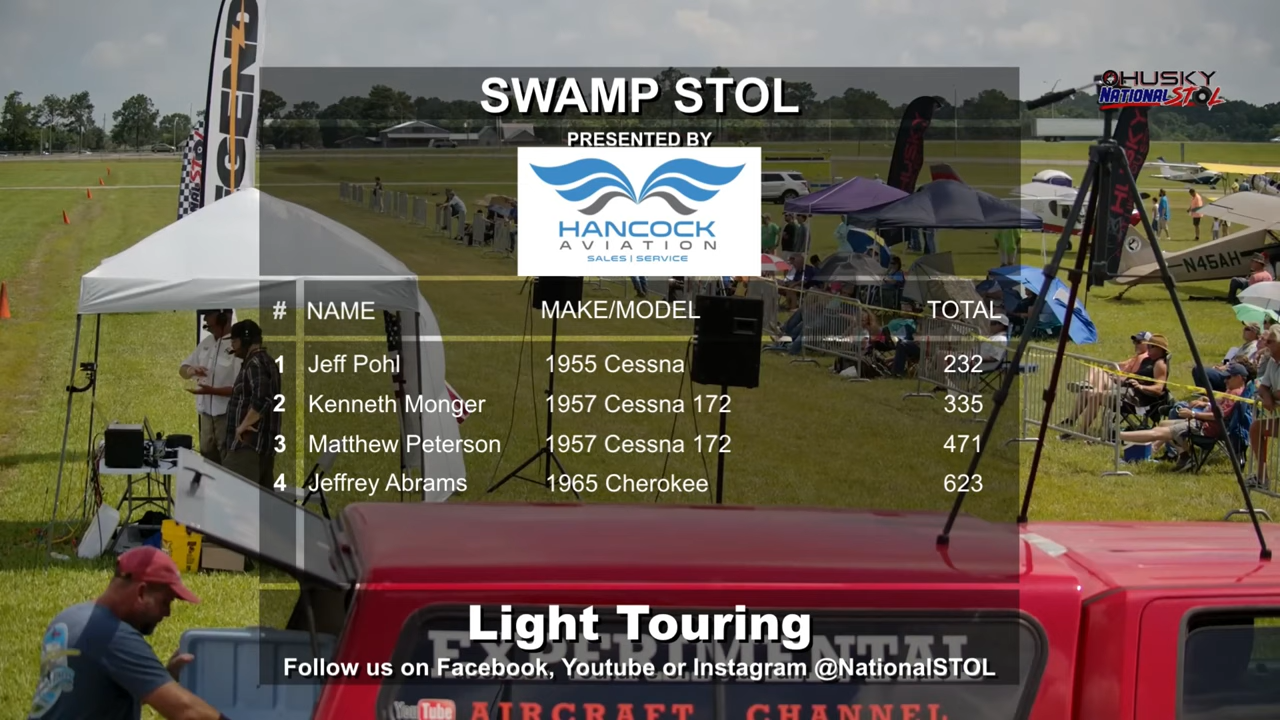 SWAMP STOL
PRESENTED BY
HANCOCK
AVIATION
SALES | SERVICE
HUSKY
NATIONAL STOL
# NAME MAKE/MODEL TOTAL
1 Jeff Pohl 1955 Cessna 232
2 Kenneth Monger 1957 Cessna 172 335
3 Matthew Peterson 1957 Cessna 172 471
4 Jeffrey Abrams 1965 Cherokee 623
Light Touring
Follow us on Facebook, Youtube or Instagram @NationalSTOL
EXPERIMENTAL
YouTube AIRCRAFT CHANNEL
N45AH
HUSKY